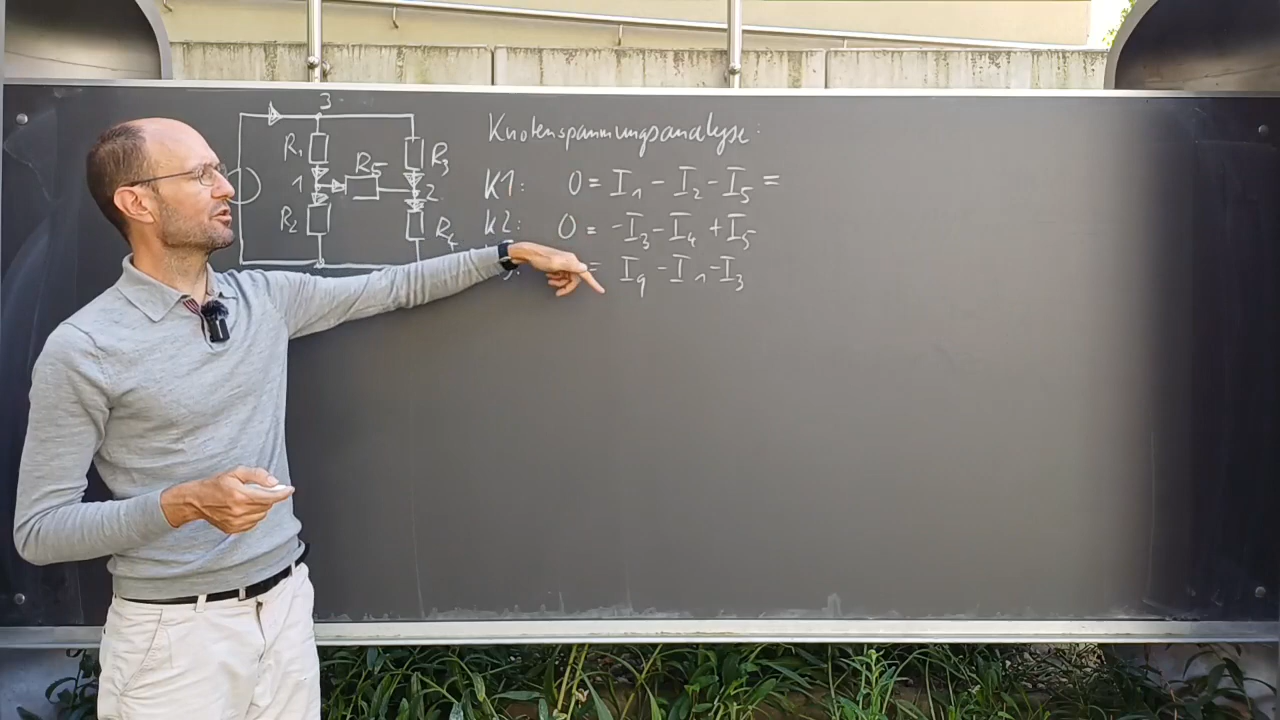 3
R₁
R₅
R₃
1
2
R₂
R₄
Knotenspannungsanalyse:
K1: 0 = I₁ - I₂ - I₅ =
K2: 0 = -I₃ - I₄ + I₅
= I_q - I₁ - I₃